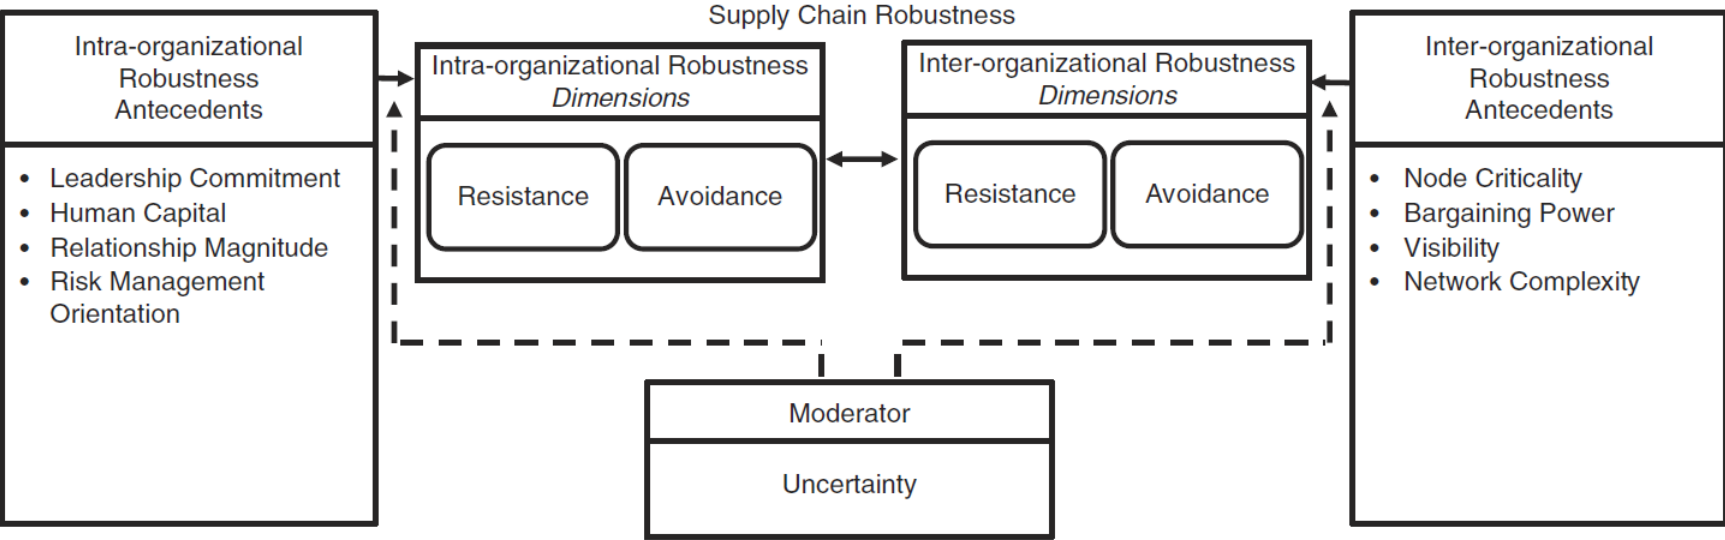 Supply Chain Robustness
Intra-organizational
Robustness
Antecedents
• Leadership Commitment
• Human Capital
• Relationship Magnitude
• Risk Management
Orientation
Intra-organizational Robustness
Dimensions
Resistance
Avoidance
Inter-organizational Robustness
Dimensions
Resistance
Avoidance
Inter-organizational
Robustness
Antecedents
• Node Criticality
• Bargaining Power
• Visibility
• Network Complexity
Moderator
Uncertainty